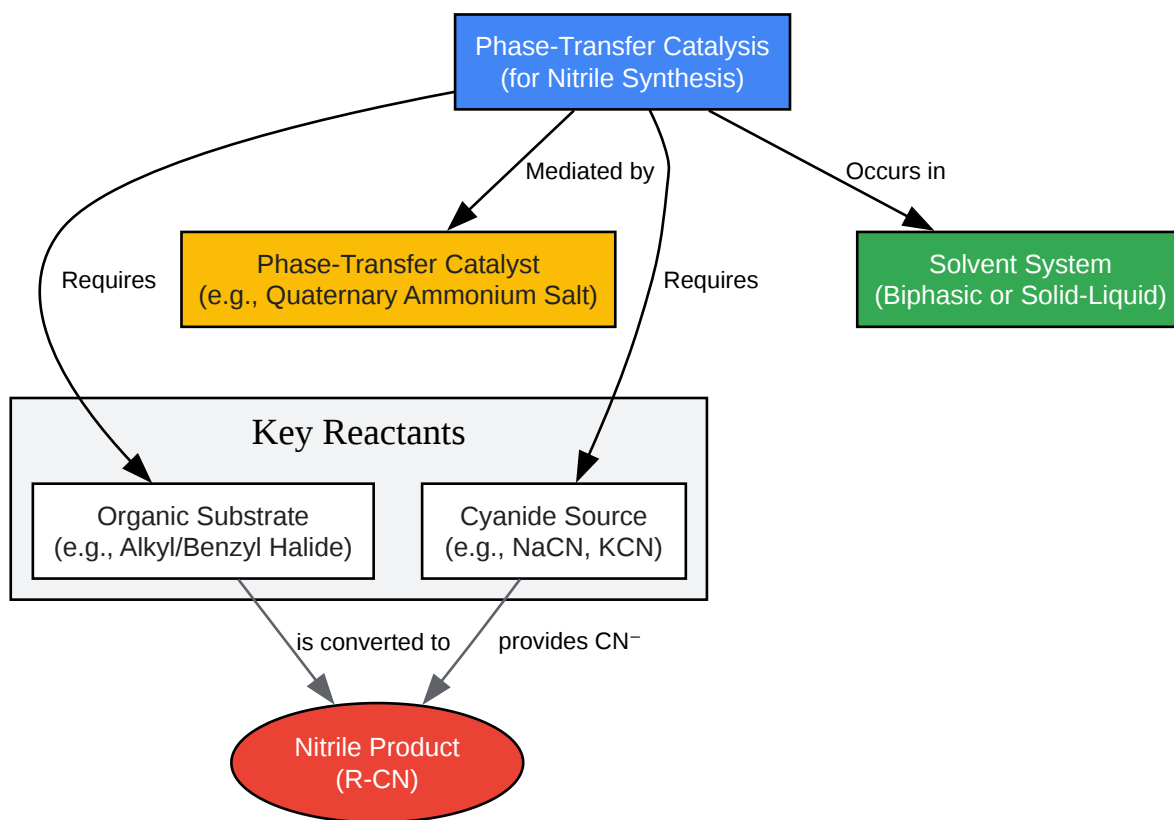 Phase-Transfer Catalysis
(for Nitrile Synthesis)
Mediated by
Occurs in
Requires
Phase-Transfer Catalyst
(e.g., Quaternary Ammonium Salt)
Requires
Solvent System
(Biphasic or Solid-Liquid)
Key Reactants
Organic Substrate
(e.g., Alkyl/Benzyl Halide)
Cyanide Source
(e.g., NaCN, KCN)
is converted to
provides CN⁻
Nitrile Product
(R-CN)